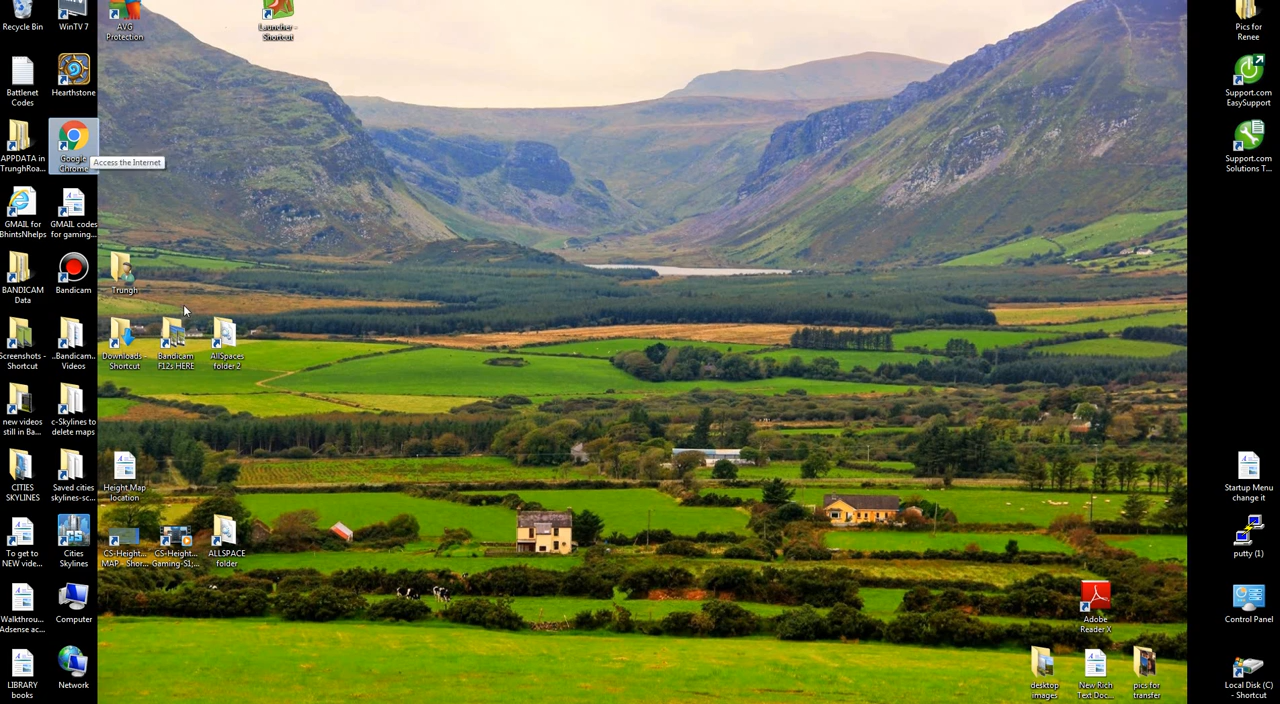 Recycle Bin
WinTV 7
AVG
Protection
Launcher -
Shortcut
Pics for
Renee
Battlenet
Codes
Hearthstone
Support.com
EasySupport
APPDATA in
TrunghRoa...
Google
Chrome
Access the Internet
Support.com
Solutions T...
GMAIL for
BhintsNhelps
GMAIL codes
for gaming...
BANDICAM
Data
Bandicam
Trungh
Screenshots -
Shortcut
..Bandicam..
Videos
Downloads -
Shortcut
Bandicam
F12s HERE
AllSpaces
folder2
new videos
still in Ba...
c-Skylines to
delete maps
CITIES
SKYLINES
Saved cities
skylines-sc...
Height Map
location
Startup Menu
change it
To get to
NEW vide...
Cities
Skylines
CS-Height...
MAP - Shor...
CS-Height...
Gaming-S1;...
ALLSPACE
folder
putty (1)
Walkthrou...
Adsense ac...
Computer
Adobe
Reader X
Control Panel
LIBRARY
books
Network
desktop
images
New Rich
Text Doc...
pics for
transfer
Local Disk (C)
- Shortcut